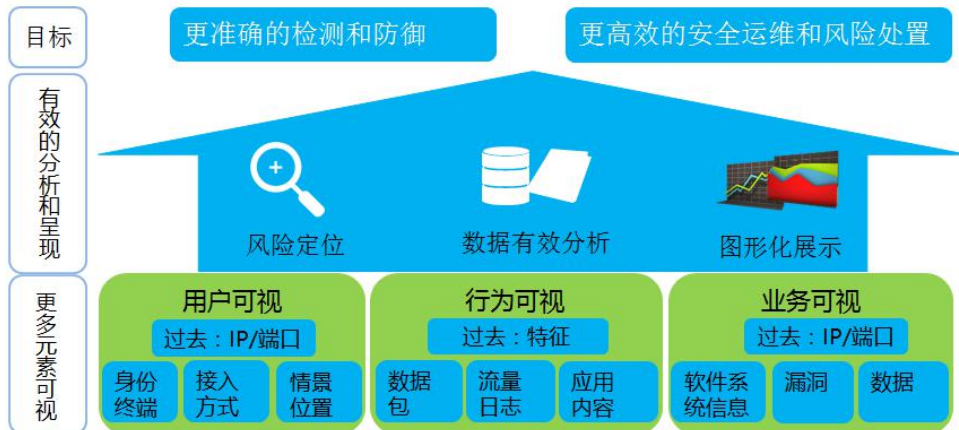 目标
更准确的检测和防御
更高效的安全运维和风险处置
有效的分析和呈现
风险定位
数据有效分析
图形化展示
更多元素可视
用户可视
过去：IP/端口
身份
终端
接入
方式
情景
位置
行为可视
过去：特征
数据
包
流量
日志
应用
内容
业务可视
过去：IP/端口
软件系
统信息
漏洞
数据